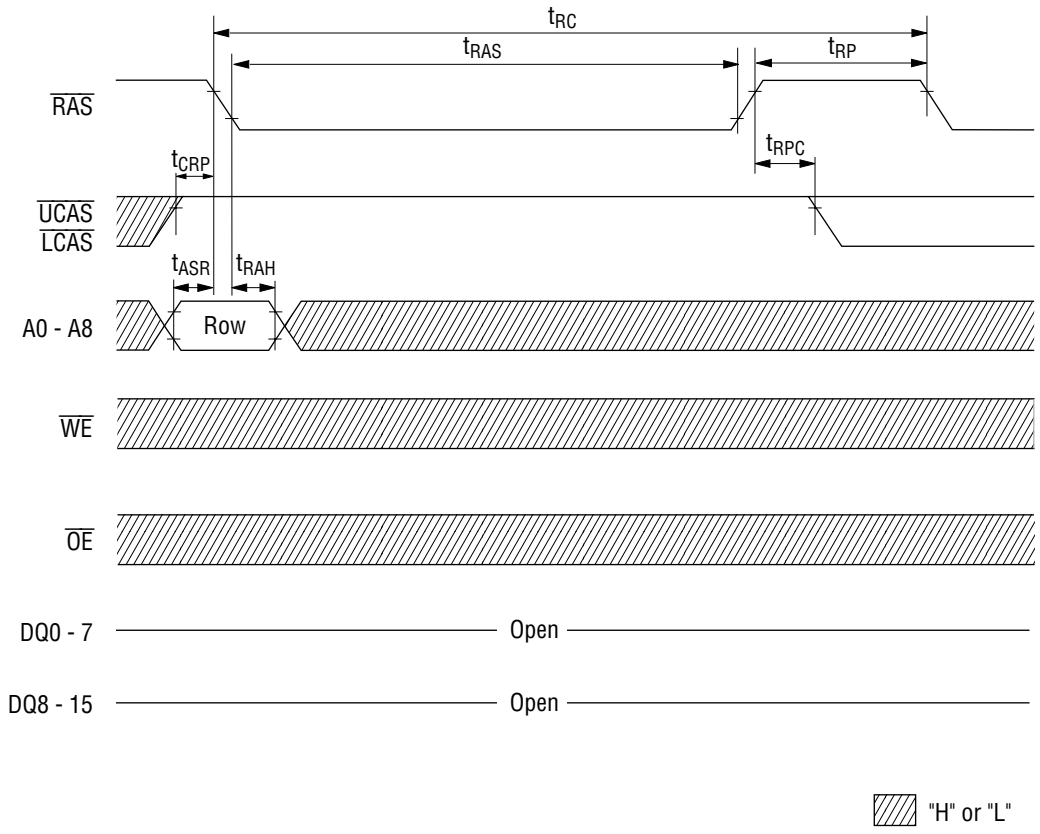 tRC
tRAS
tRP
RAS
tRPC
tCRP
UCAS
LCAS
tASR
tRAH
A0 - A8
Row
WE
OE
DQ0 - 7
Open
DQ8 - 15
Open
"H" or "L"